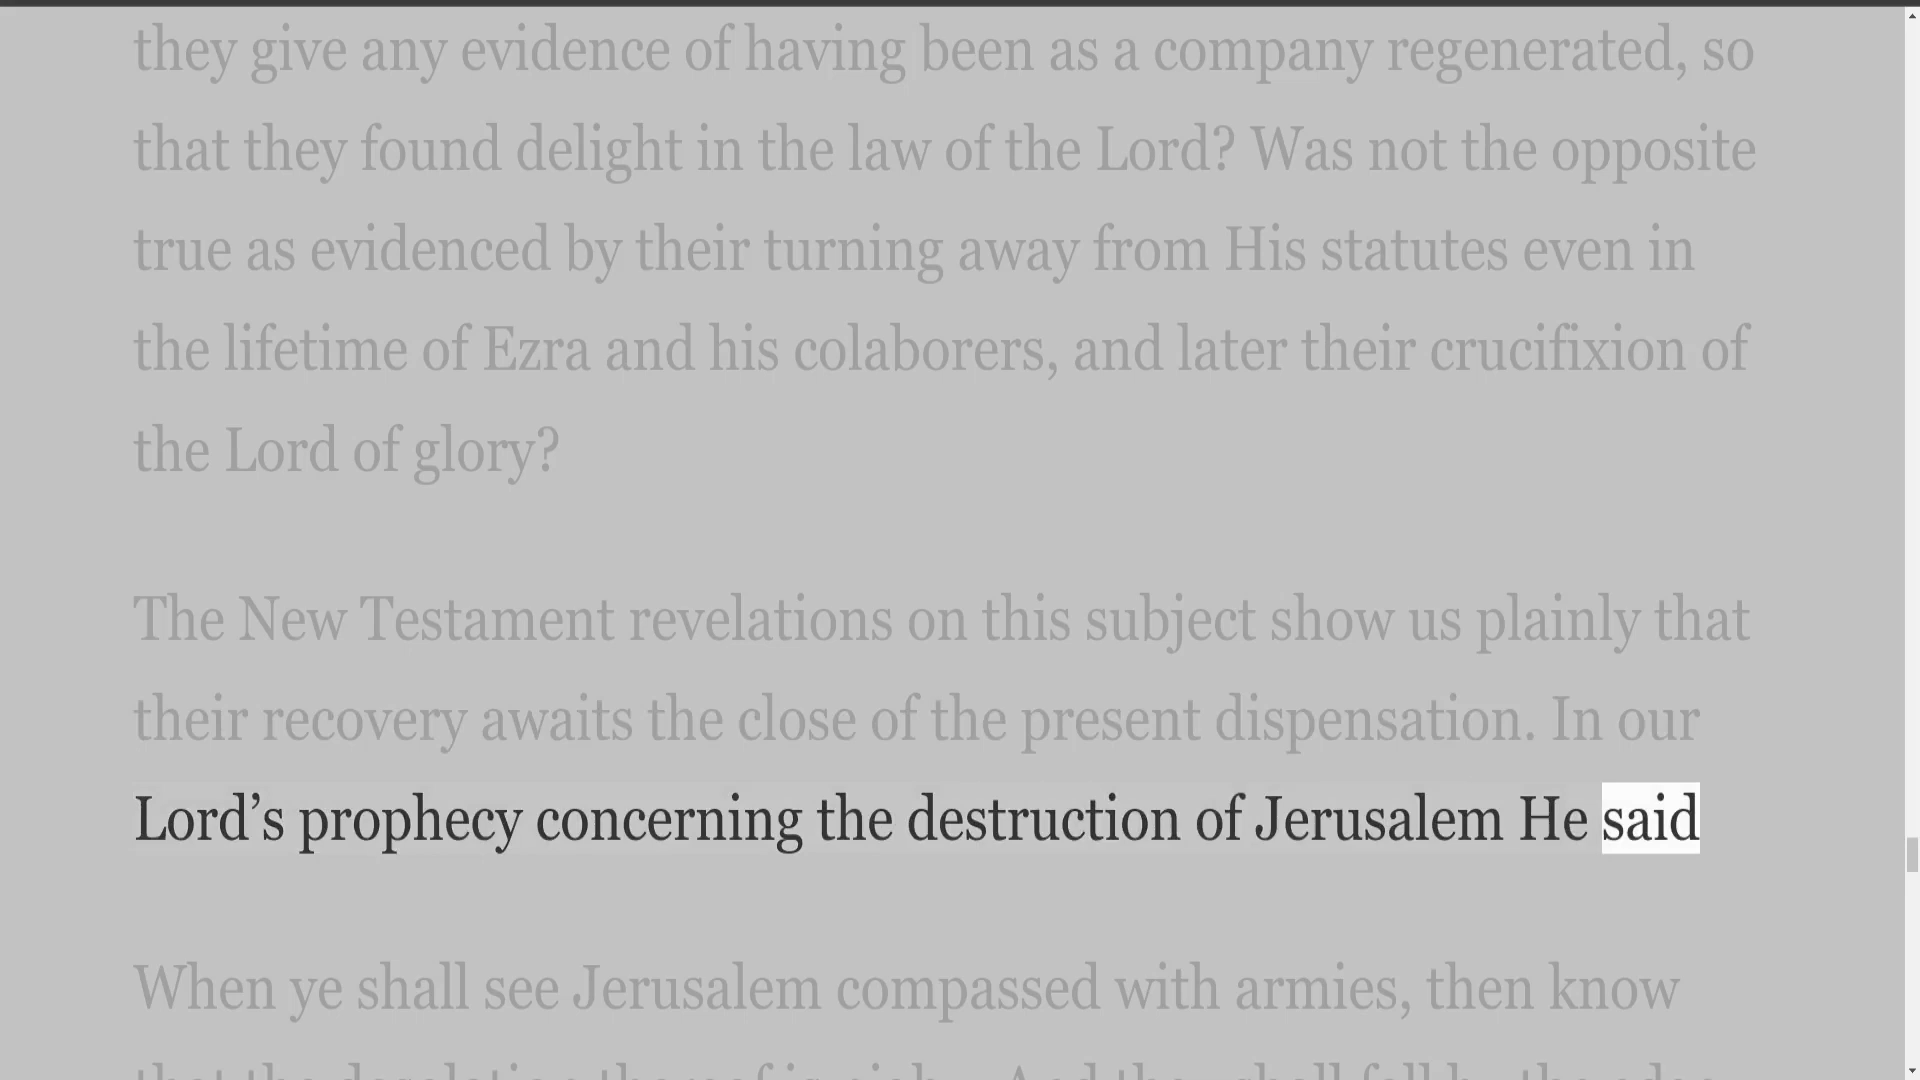 they give any evidence of having been as a company regenerated, so
that they found delight in the law of the Lord? Was not the opposite
true as evidenced by their turning away from His statutes even in
the lifetime of Ezra and his colaborers, and later their crucifixion of
the Lord of glory?
The New Testament revelations on this subject show us plainly that
their recovery awaits the close of the present dispensation. In our
Lord’s prophecy concerning the destruction of Jerusalem He said
When ye shall see Jerusalem compassed with armies, then know